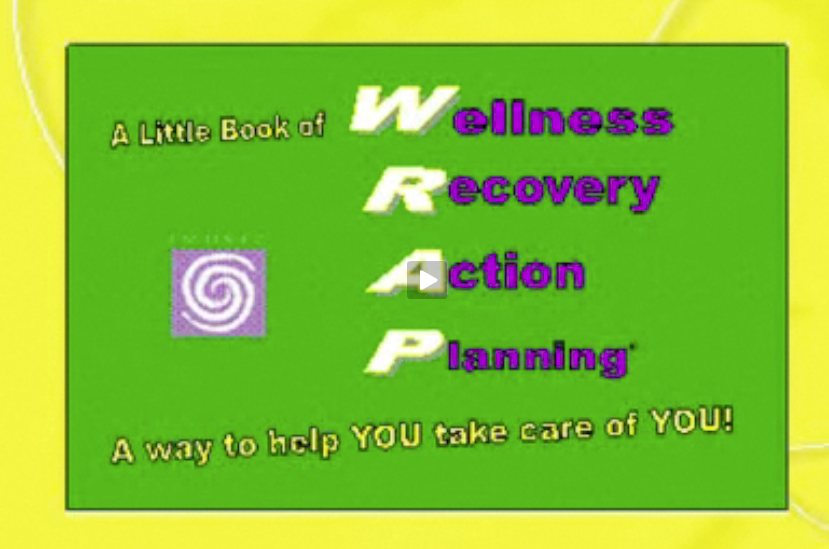 A Little Book of Wellness
Recovery
Action
Planning
A way to help YOU take care of YOU!